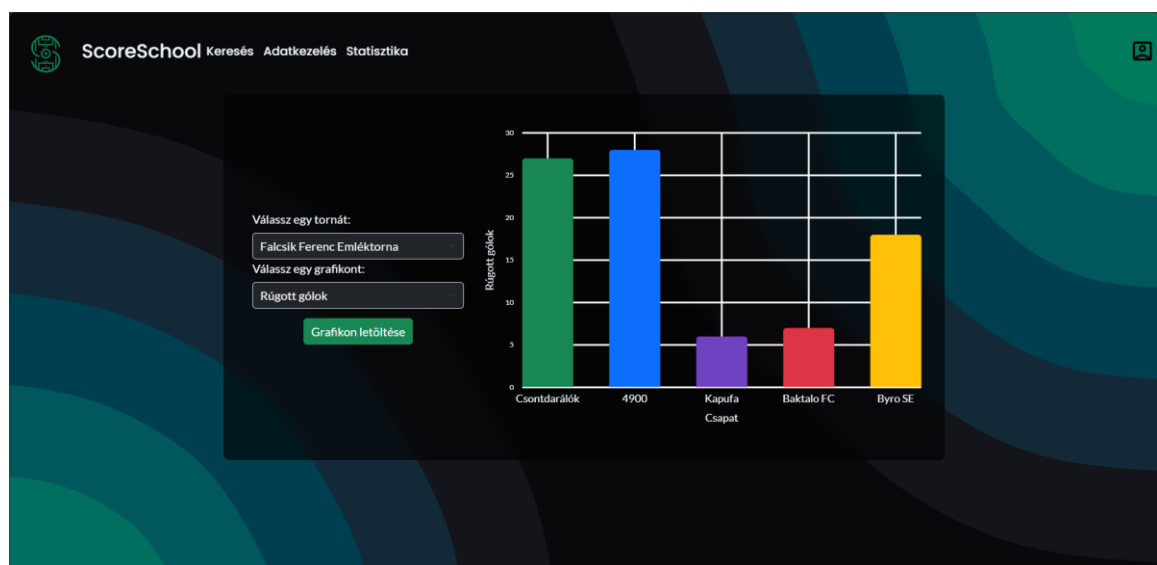 ScoreSchool Keresés Adatkezelés Statisztika
Válassz egy tornát:
Falcsik Ferenc Emléktorna
Válassz egy grafikont:
Rúgott gólok
Grafikon letöltése
30
25
20
15
10
5
0
Rúgott gólok
Csontdarálók 4900 Kapufa Baktalo FC Byro SE
Csapat